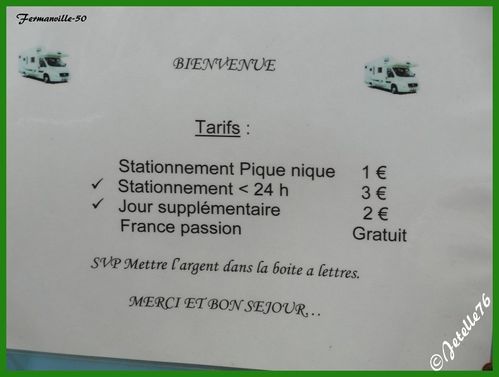 Fermanville-50
BIENVENUE
Tarifs :
Stationnement Pique nique 1 €
✓ Stationnement < 24 h 3 €
✓ Jour supplémentaire 2 €
France passion Gratuit
SVP Mettre l'argent dans la boite a lettres.
MERCI ET BON SEJOUR…
©Jetelle76